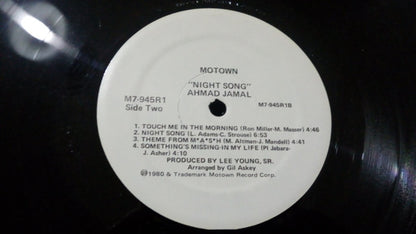 MOTOWN
"NIGHT SONG"
AHMAD JAMAL
M7-945R1
Side Two
M7-945R1B
1. TOUCH ME IN THE MORNING (Ron Miller-M. Masser) 4:46
2. NIGHT SONG (L. Adams-C. Strouse) 6:53
3. THEME FROM M*A*S*H (M. Altman-J. Mandell) 4:41
4. SOMETHING'S MISSING IN MY LIFE (P. Jabara-
J. Asher) 4:10
PRODUCED BY LEE YOUNG, SR.
Arranged by Gil Askey
Ⓟ1980 & Trademark Motown Record Corp.